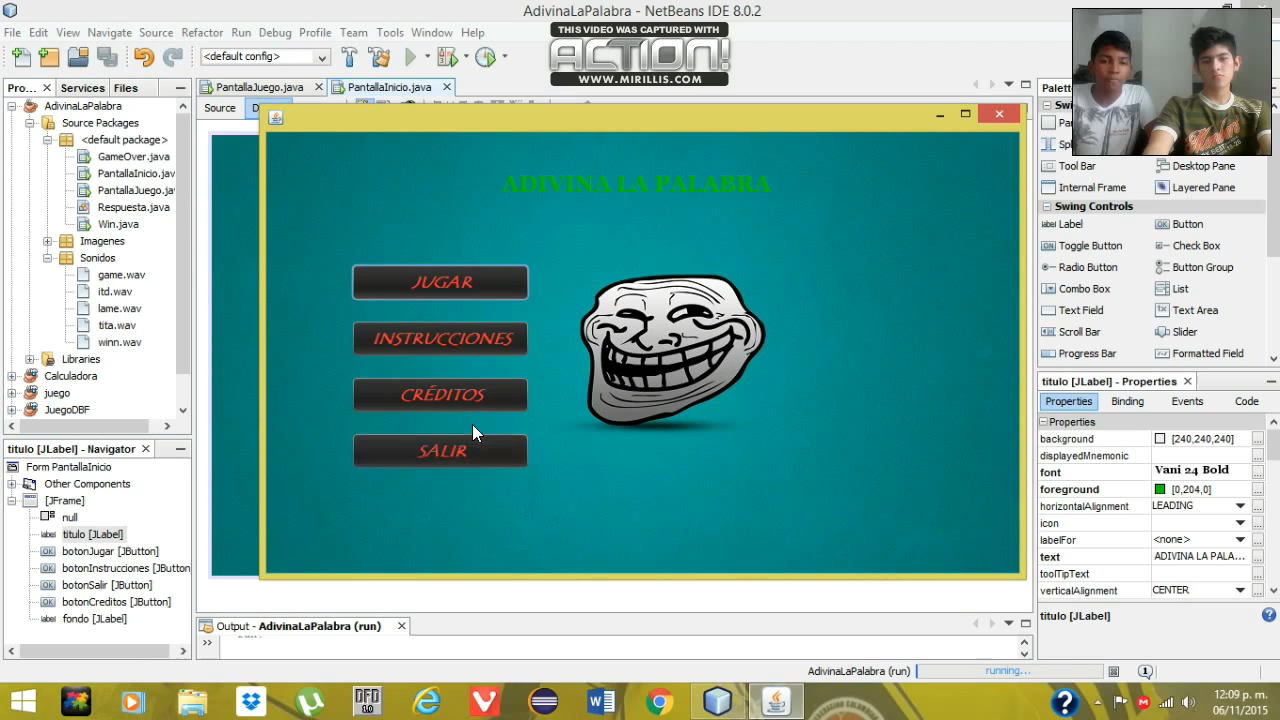 AdivinaLaPalabra - NetBeans IDE 8.0.2
File Edit View Navigate Source Refactor Run Debug Profile Team Tools Window Help
THIS VIDEO WAS CAPTURED WITH
ACTION!
WWW.MIRILLIS.COM
<default config>
Pro... Services Files
PantallaJuego.java PantallaInicio.java
Source
AdivinaLaPalabra
Source Packages
<default package>
GameOver.java
PantallaInicio.java
PantallaJuego.java
Respuesta.java
Win.java
Imagenes
Sonidos
game.wav
itd.wav
lame.wav
tita.wav
winn.wav
Libraries
Calculadora
juego
JuegoDBF
titulo [JLabel] - Navigator
Form PantallaInicio
Other Components
[JFrame]
null
titulo [JLabel]
botonJugar [JButton]
botonInstrucciones [JButton]
botonSalir [JButton]
botonCreditos [JButton]
fondo [JLabel]
ADIVINA LA PALABRA
JUGAR
INSTRUCCIONES
CRÉDITOS
SALIR
Output - AdivinaLaPalabra (run)
Tool Bar Desktop Pane
Internal Frame Layered Pane
Swing Controls
Label Button
Toggle Button Check Box
Radio Button Button Group
Combo Box List
Text Field Text Area
Scroll Bar Slider
Progress Bar Formatted Field
titulo [JLabel] - Properties
Properties Binding Events Code
Properties
background [240,240,240]
displayedMnemonic
font Vani 24 Bold
foreground [0,204,0]
horizontalAlignment LEADING
icon
labelFor <none>
text ADIVINA LA PALA...
toolTipText
verticalAlignment CENTER
titulo [JLabel]
AdivinaLaPalabra (run) running...
12:09 p. m.
06/11/2015